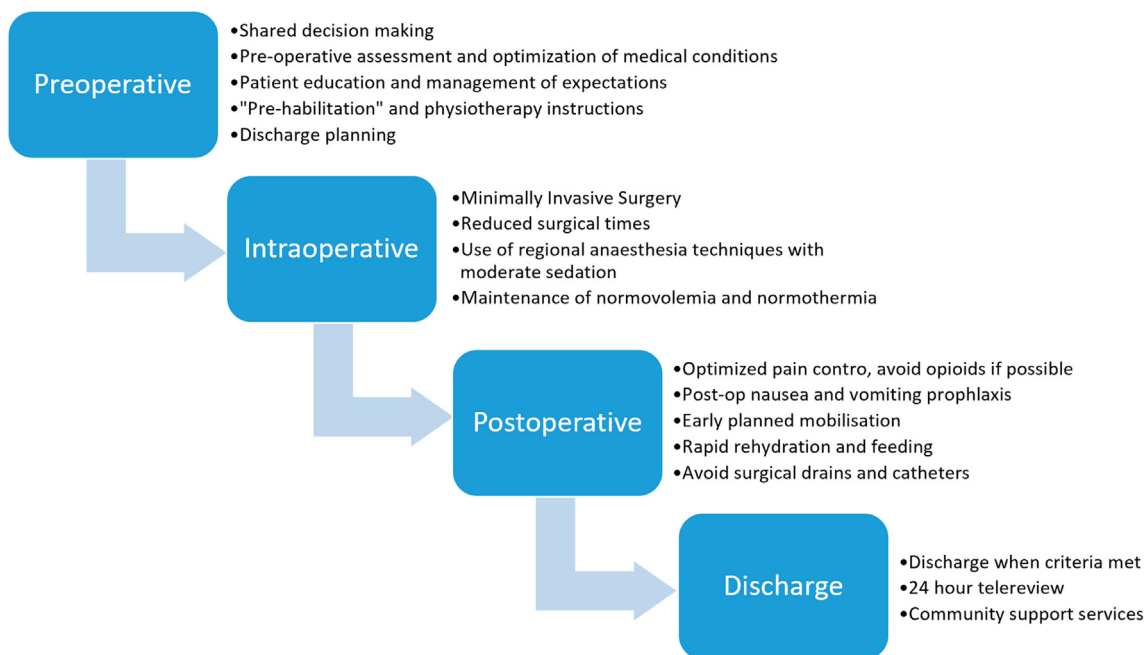 Preoperative
•Shared decision making
•Pre-operative assessment and optimization of medical conditions
•Patient education and management of expectations
•"Pre-habilitation" and physiotherapy instructions
•Discharge planning
Intraoperative
•Minimally Invasive Surgery
•Reduced surgical times
•Use of regional anaesthesia techniques with
moderate sedation
•Maintenance of normovolemia and normothermia
Postoperative
•Optimized pain contro, avoid opioids if possible
•Post-op nausea and vomiting prophlaxis
•Early planned mobilisation
•Rapid rehydration and feeding
•Avoid surgical drains and catheters
Discharge
•Discharge when criteria met
•24 hour telereview
•Community support services